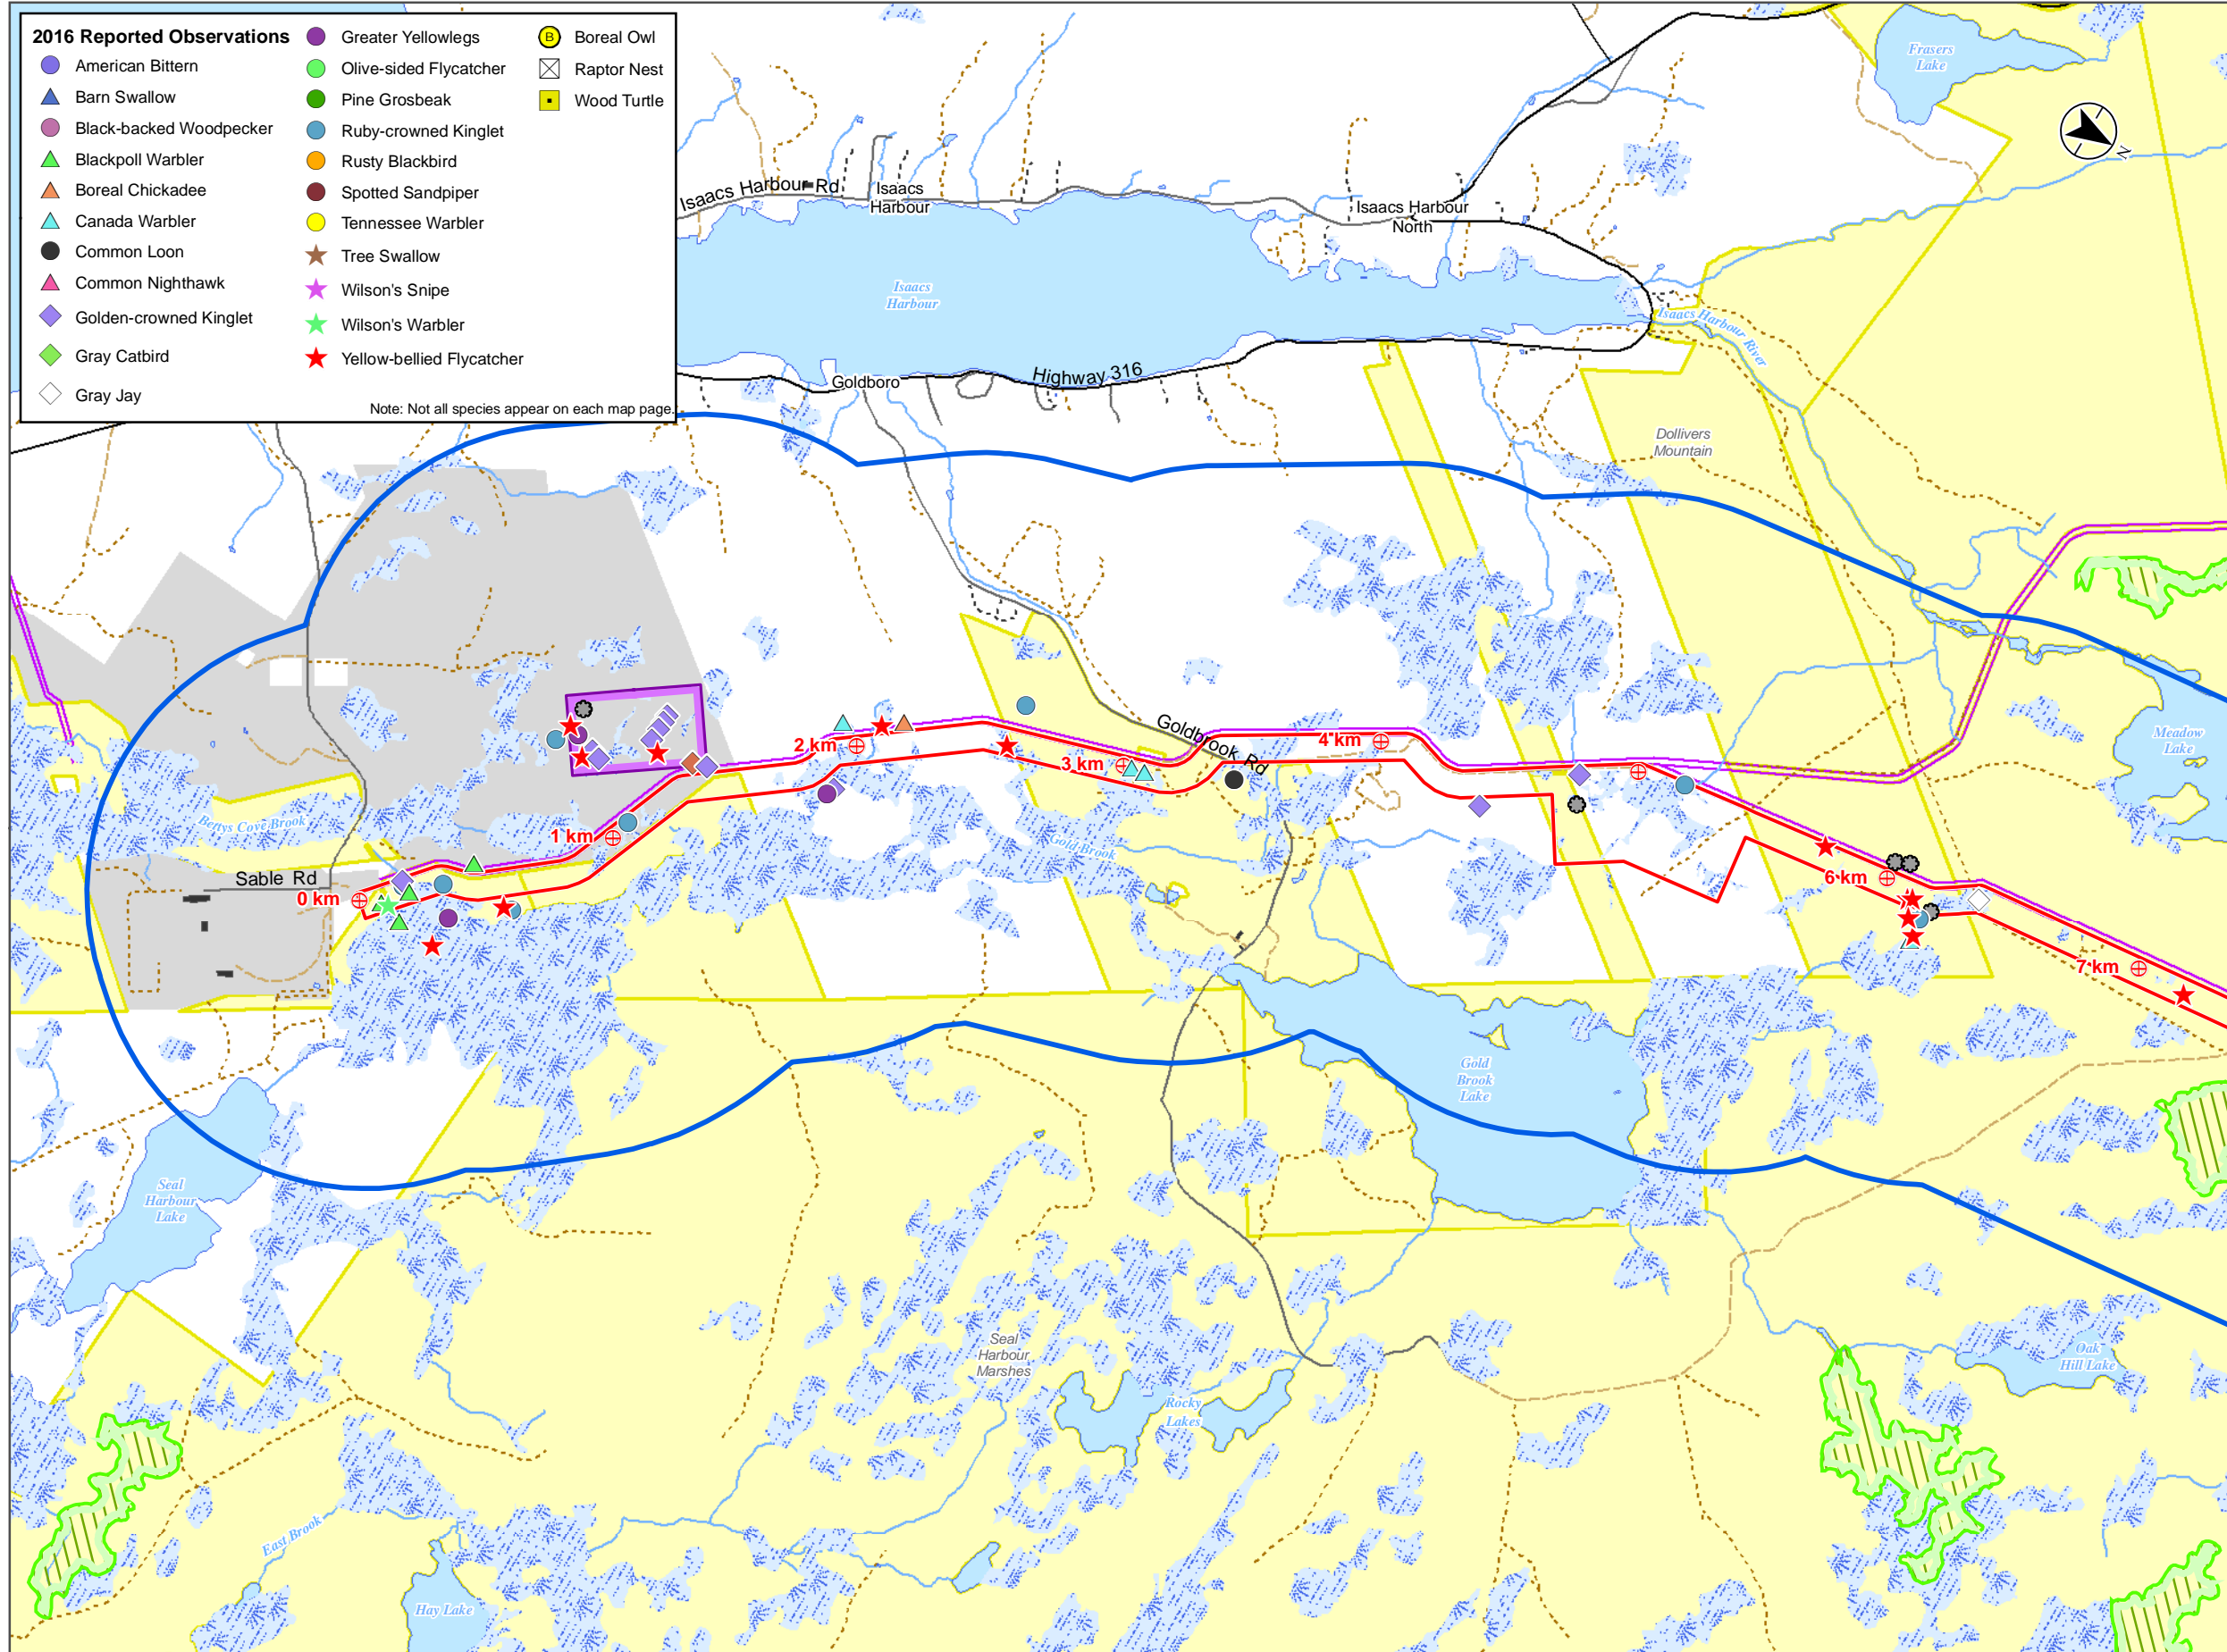 2016 Reported Observations
American Bittern
Barn Swallow
Black-backed Woodpecker
Blackpoll Warbler
Boreal Chickadee
Canada Warbler
Common Loon
Common Nighthawk
Golden-crowned Kinglet
Gray Catbird
Gray Jay
Greater Yellowlegs
Olive-sided Flycatcher
Pine Grosbeak
Ruby-crowned Kinglet
Rusty Blackbird
Spotted Sandpiper
Tennessee Warbler
Tree Swallow
Wilson's Snipe
Wilson's Warbler
Yellow-bellied Flycatcher
B Boreal Owl
Raptor Nest
Wood Turtle
Note: Not all species appear on each map page.
Frasers
Lake
N
Isaacs Harbour Rd
Isaacs
Harbour
Isaacs Harbour
North
Isaacs
Harbour
Isaacs Harbour River
Goldboro
Highway 316
Dollivers
Mountain
Goldbrook Rd
Meadow
Lake
2 km
3 km
4 km
1 km
Bettys Cove Brook
Gold Brook
Sable Rd
0 km
6 km
7 km
Gold
Brook
Lake
Seal
Harbour
Lake
Seal
Harbour
Marshes
Oak
Hill Lake
Rocky
Lakes
East Brook
Hay Lake